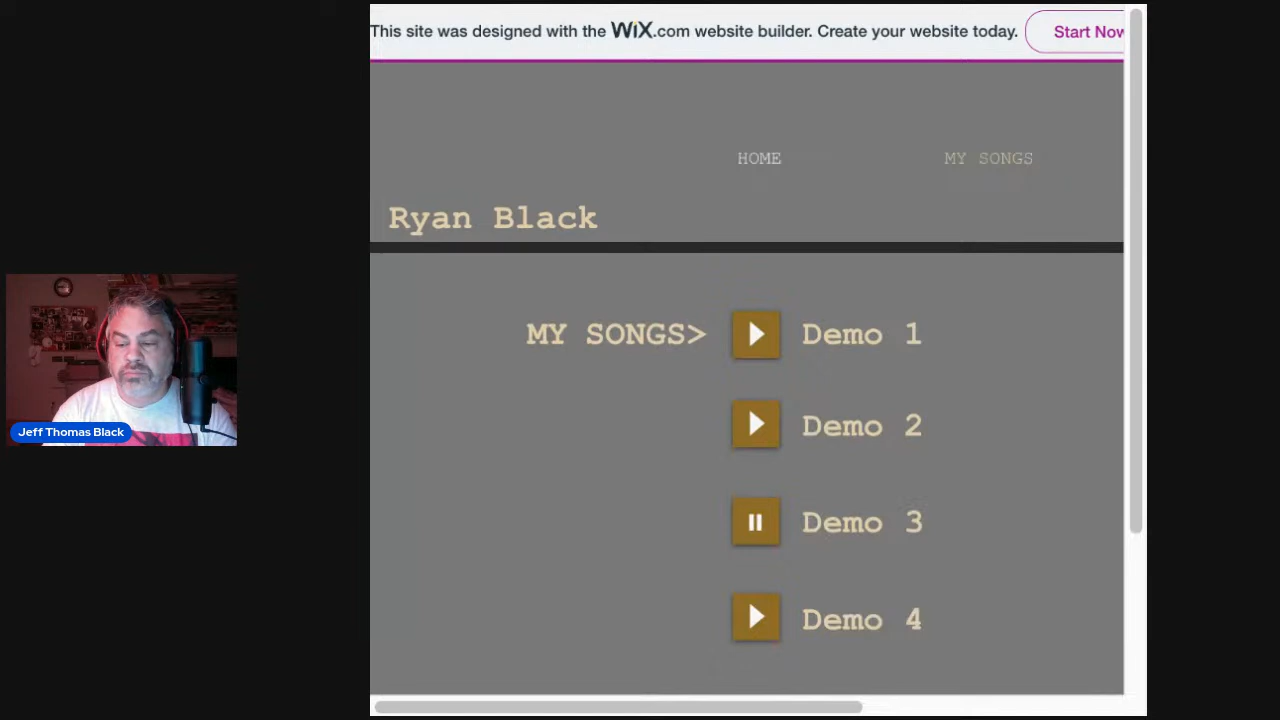 This site was designed with the WiX.com website builder. Create your website today. Start Now
HOME MY SONGS
Ryan Black
MY SONGS> Demo 1
Demo 2
Demo 3
Demo 4
Jeff Thomas Black